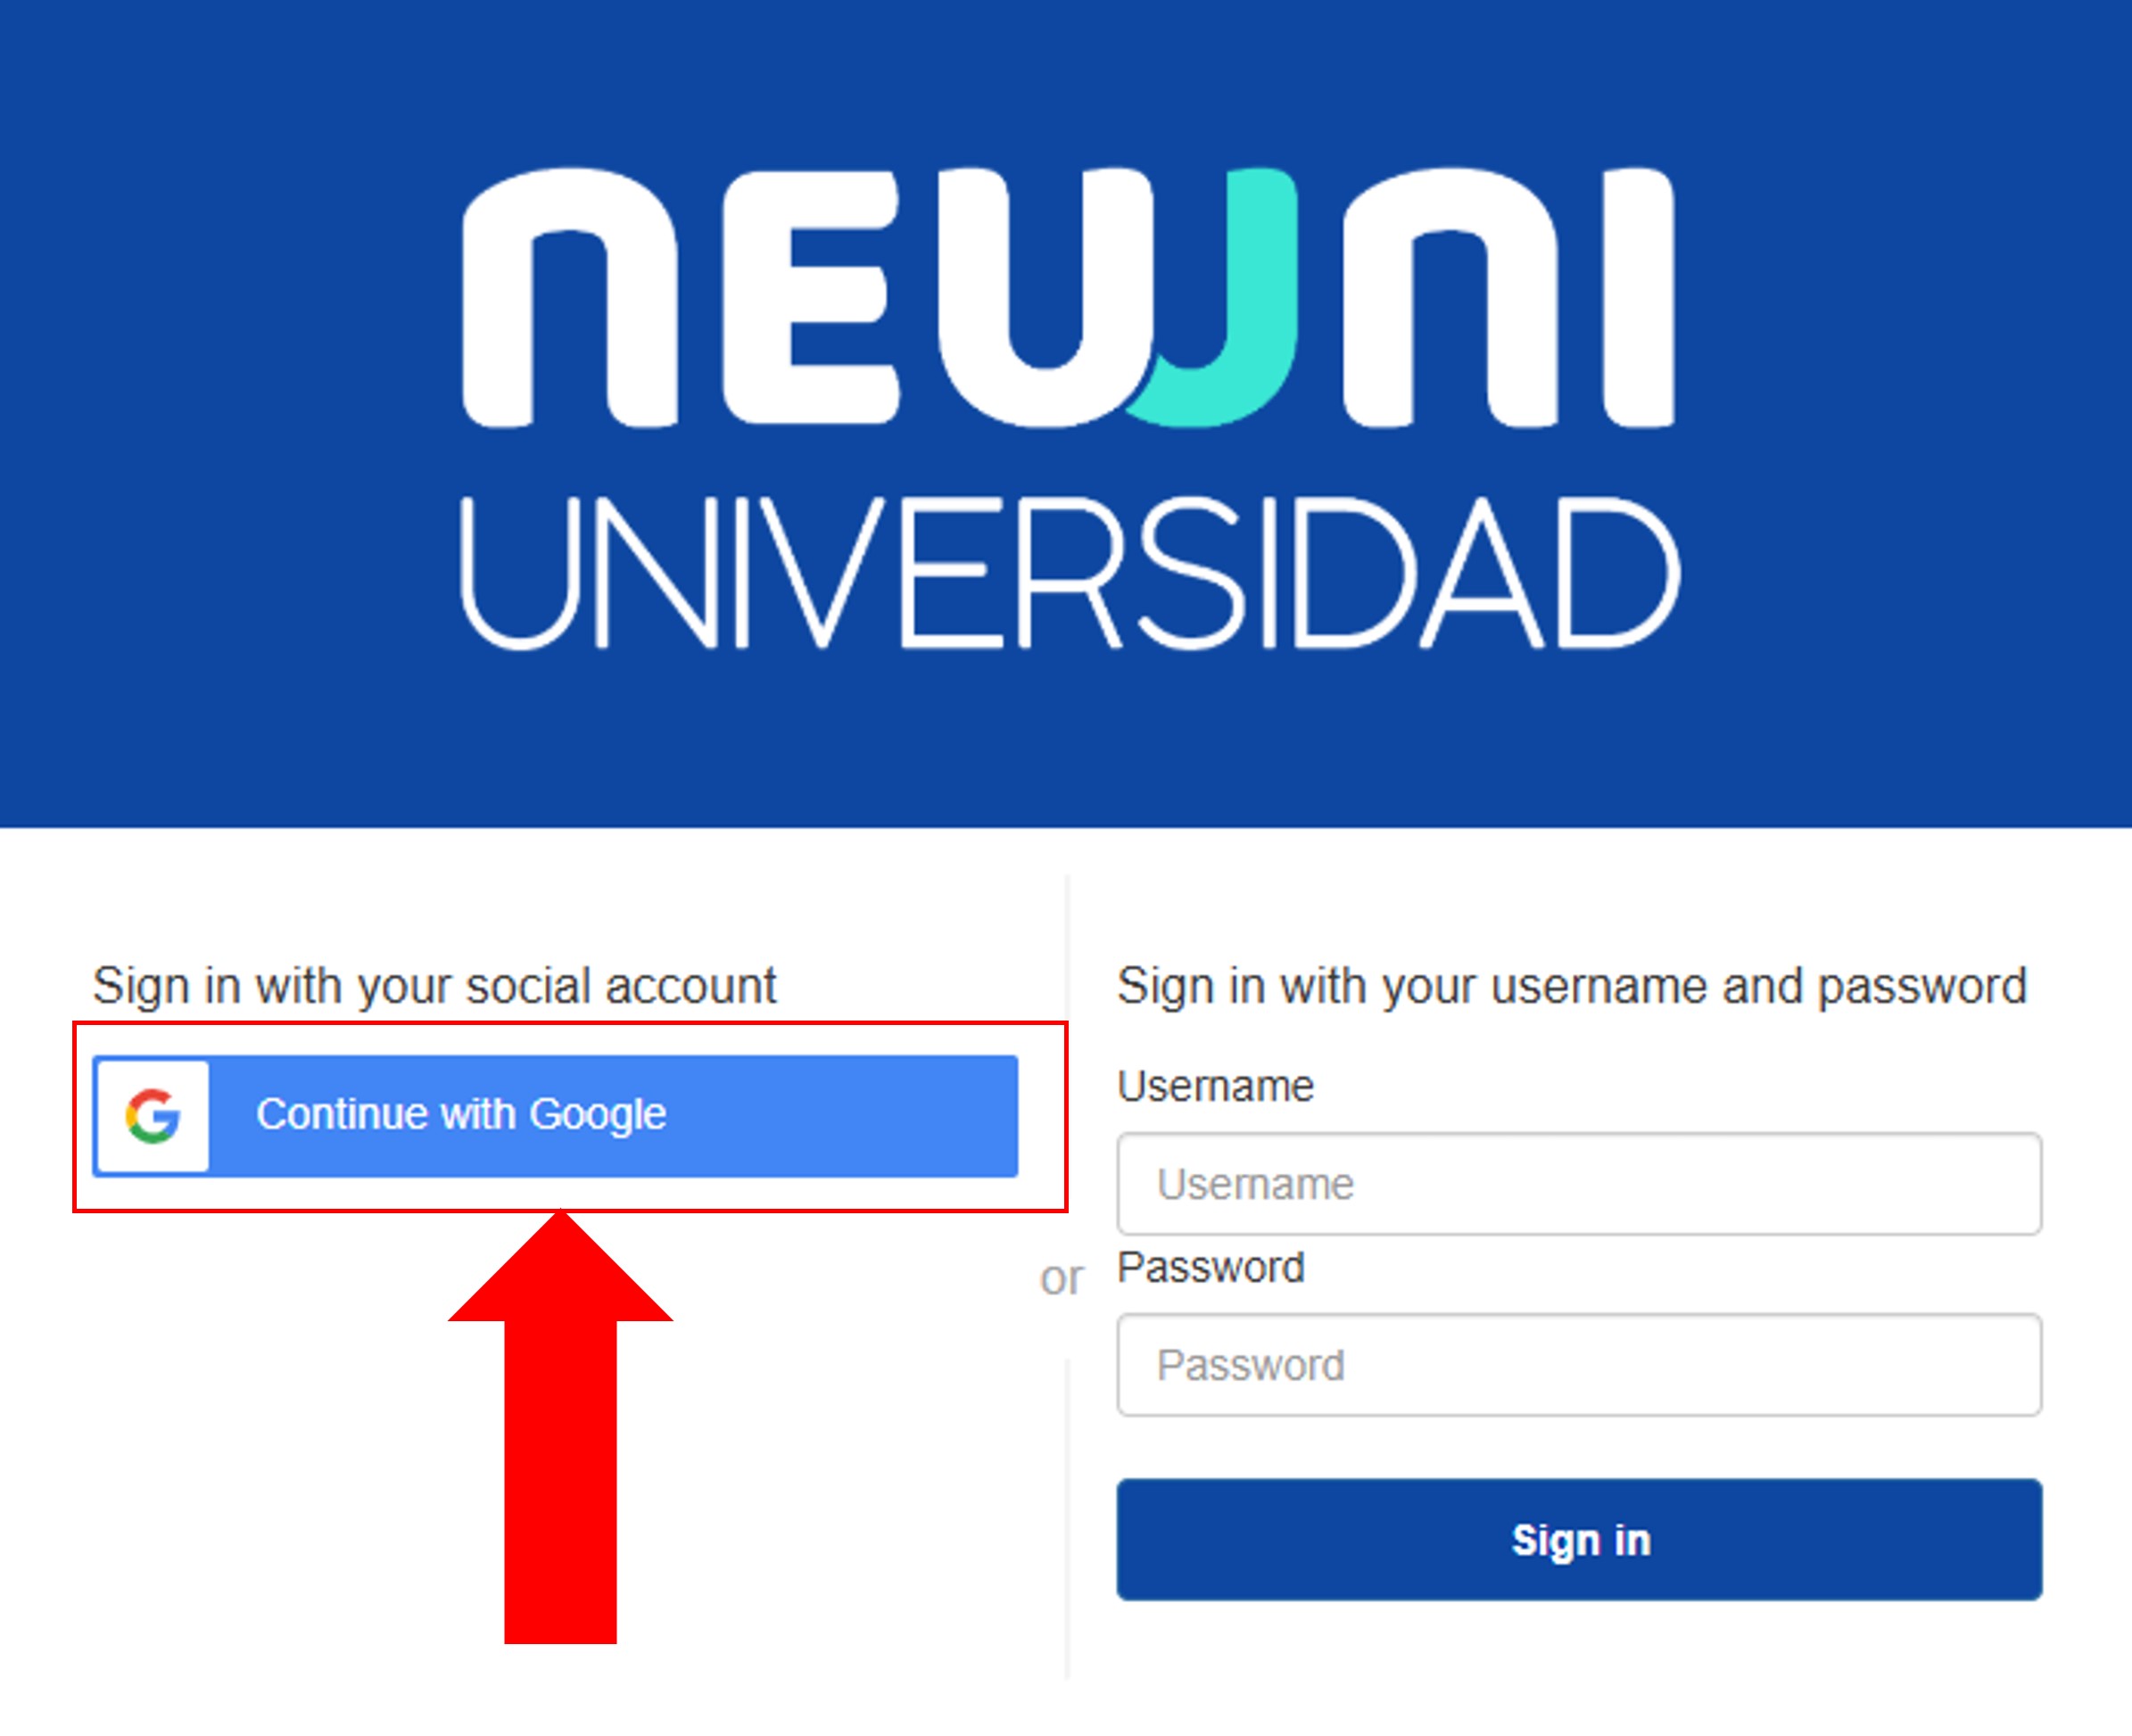 NEUUNI
UNIVERSIDAD
Sign in with your social account
Continue with Google
or
Sign in with your username and password
Username
Username
Password
Password
Sign in